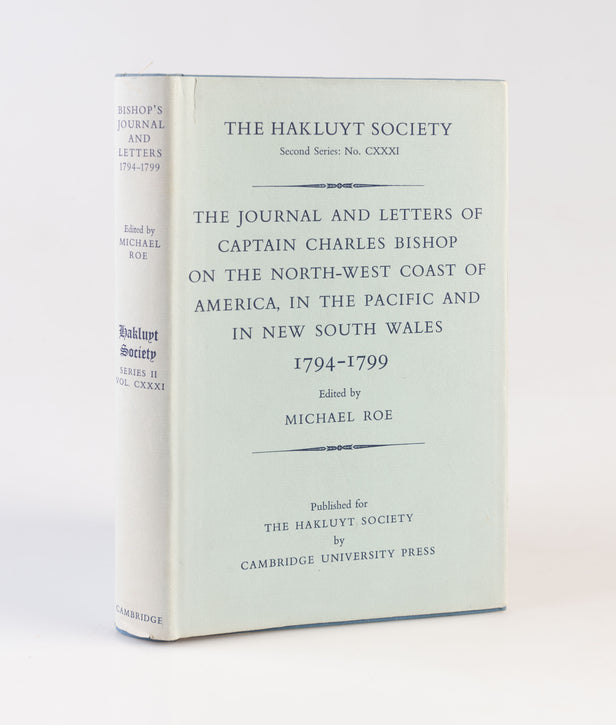 BISHOP'S
JOURNAL
AND
LETTERS
1794-1799
Edited by
MICHAEL
ROE
Hakluyt
Society
SERIES II
VOL. CXXXI
CAMBRIDGE
THE HAKLUYT SOCIETY
Second Series: No. CXXXI
THE JOURNAL AND LETTERS OF
CAPTAIN CHARLES BISHOP
ON THE NORTH-WEST COAST OF
AMERICA, IN THE PACIFIC AND
IN NEW SOUTH WALES
1794-1799
Edited by
MICHAEL ROE
Published for
THE HAKLUYT SOCIETY
by
CAMBRIDGE UNIVERSITY PRESS